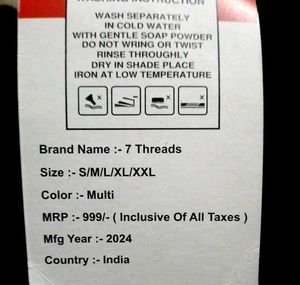 WASHING INSTRUCTION
WASH SEPARATELY
IN COLD WATER
WITH GENTLE SOAP POWDER
DO NOT WRING OR TWIST
RINSE THROUGHLY
DRY IN SHADE PLACE
IRON AT LOW TEMPERATURE
Brand Name :- 7 Threads
Size :- S/M/L/XL/XXL
Color :- Multi
MRP :- 999/- ( Inclusive Of All Taxes )
Mfg Year :- 2024
Country :- India